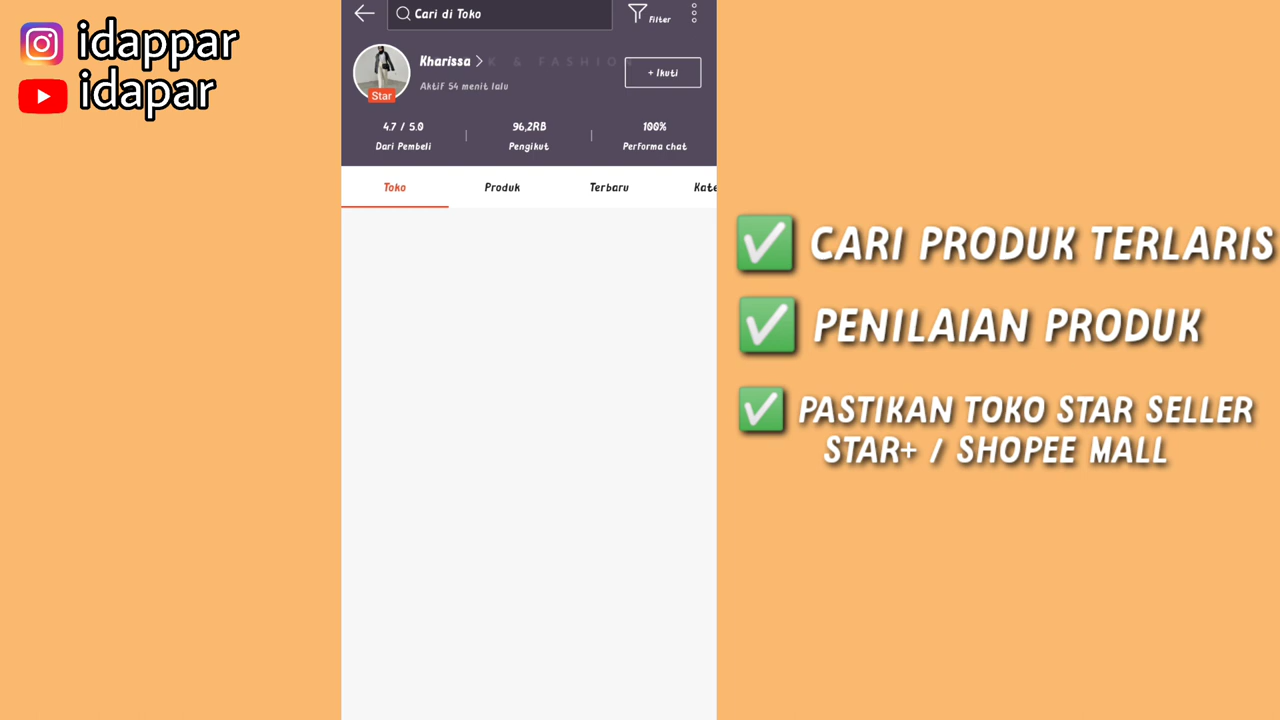 idappar
idapar
Cari di Toko
Filter
Kharissa
K & FASHION
Aktif 54 menit lalu
+ Ikuti
Star
4.7 / 5.0
96,2RB
100%
Dari Pembeli
Pengikut
Performa chat
Toko
Produk
Terbaru
Kate
✅ CARI PRODUK TERLARIS
✅ PENILAIAN PRODUK
✅ PASTIKAN TOKO STAR SELLER
STAR+ / SHOPEE MALL